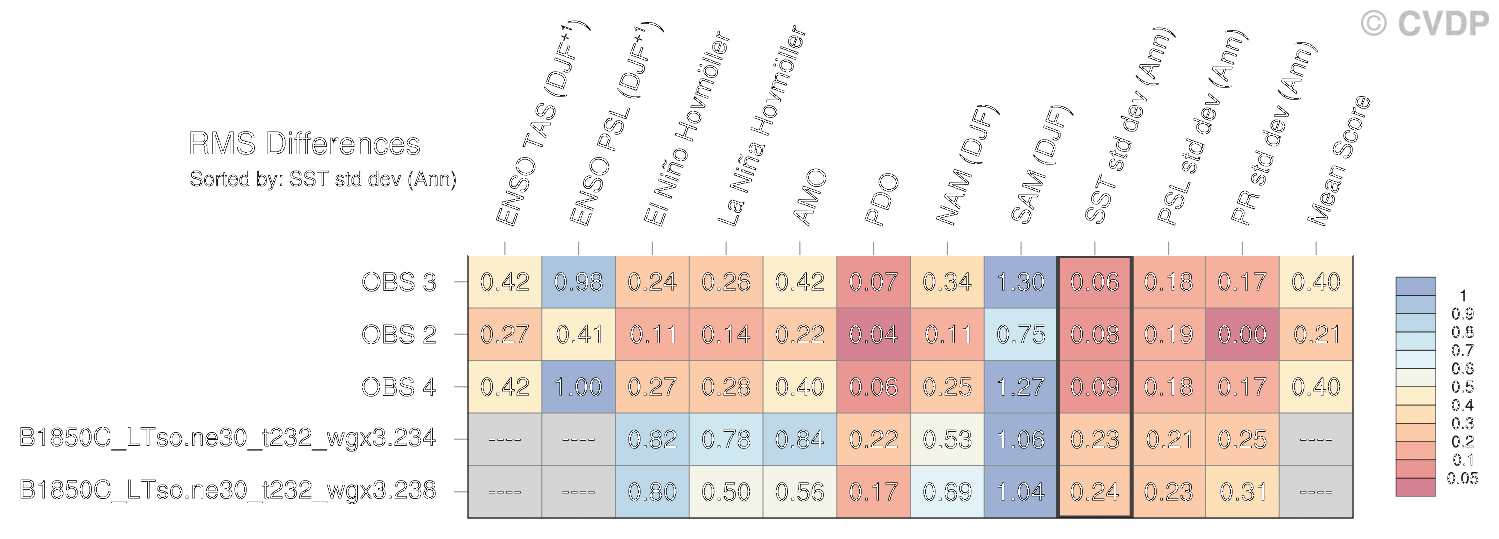 © CVDP
RMS Differences
Sorted by: SST std dev (Ann)
ENSO TAS (DJF+1)
ENSO PSL (DJF+1)
El Niño Hovmöller
La Niña Hovmöller
AMO
PDO
NAM (DJF)
SAM (DJF)
SST std dev (Ann)
PSL std dev (Ann)
PR std dev (Ann)
Mean Score
OBS 3 0.42 0.98 0.24 0.26 0.42 0.07 0.34 1.30 0.06 0.18 0.17 0.40
OBS 2 0.27 0.41 0.11 0.14 0.22 0.04 0.11 0.75 0.08 0.19 0.00 0.21
OBS 4 0.42 1.00 0.27 0.28 0.40 0.06 0.25 1.27 0.09 0.18 0.17 0.40
B1850C_LTso.ne30_t232_wgx3.234 ---- ---- 0.82 0.78 0.84 0.22 0.53 1.06 0.23 0.21 0.25 ----
B1850C_LTso.ne30_t232_wgx3.238 ---- ---- 0.80 0.50 0.56 0.17 0.69 1.04 0.24 0.23 0.31 ----
1
0.9
0.8
0.7
0.6
0.5
0.4
0.3
0.2
0.1
0.05